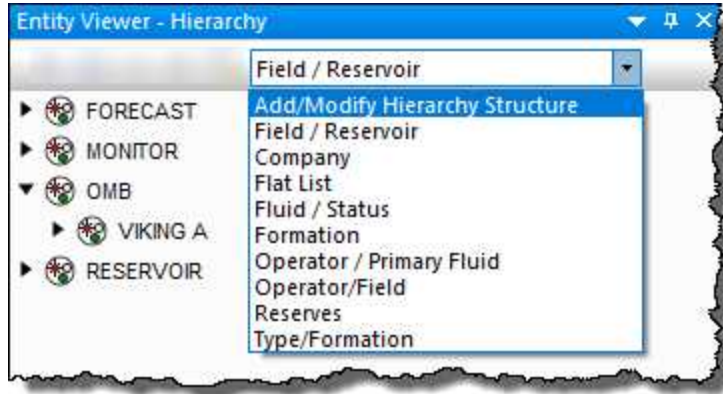 Entity Viewer - Hierarchy
Field / Reservoir
Add/Modify Hierarchy Structure
Field / Reservoir
Company
Flat List
Fluid / Status
Formation
Operator / Primary Fluid
Operator/Field
Reserves
Type/Formation
FORECAST
MONITOR
OMB
VIKING A
RESERVOIR